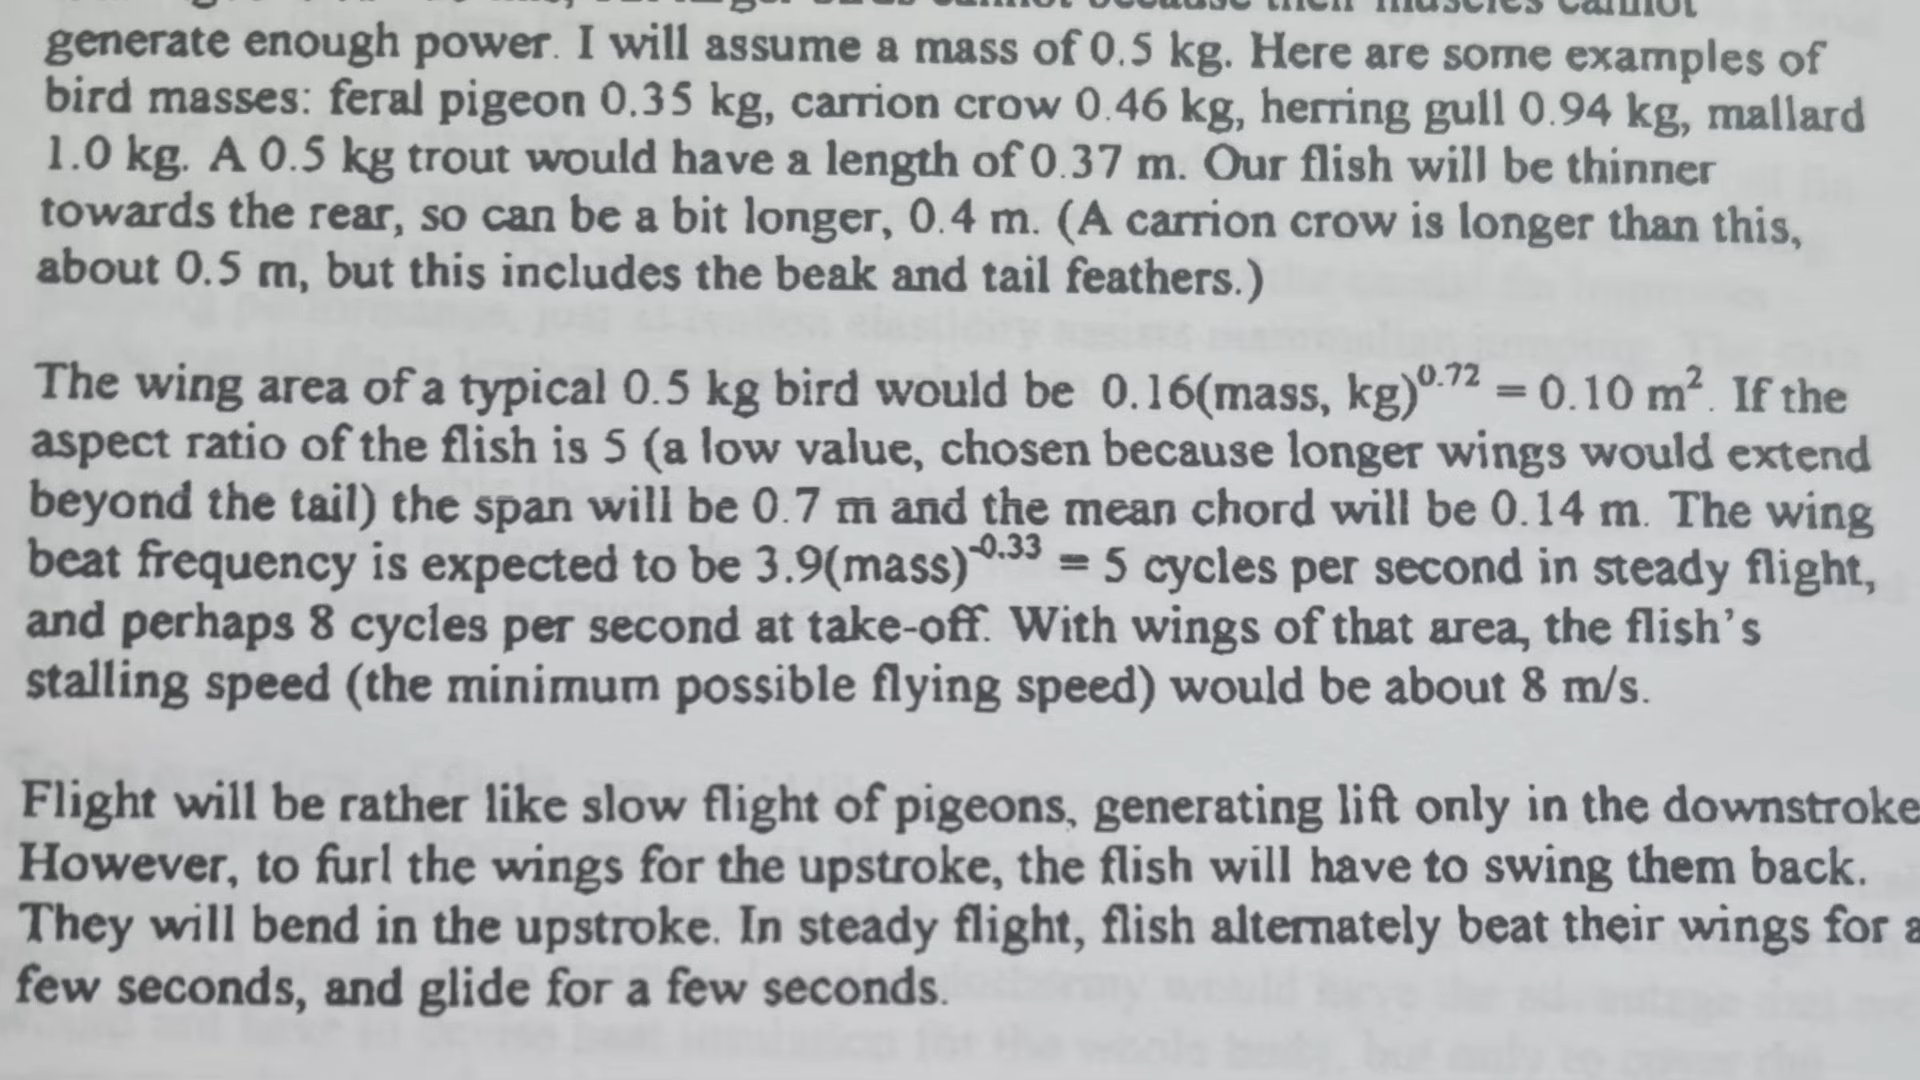 cannot because their muscles cannot
generate enough power. I will assume a mass of 0.5 kg. Here are some examples of
bird masses: feral pigeon 0.35 kg, carrion crow 0.46 kg, herring gull 0.94 kg, mallard
1.0 kg. A 0.5 kg trout would have a length of 0.37 m. Our flish will be thinner
towards the rear, so can be a bit longer, 0.4 m. (A carrion crow is longer than this,
about 0.5 m, but this includes the beak and tail feathers.)
The wing area of a typical 0.5 kg bird would be 0.16(mass, kg)^0.72 = 0.10 m². If the
aspect ratio of the flish is 5 (a low value, chosen because longer wings would extend
beyond the tail) the span will be 0.7 m and the mean chord will be 0.14 m. The wing
beat frequency is expected to be 3.9(mass)^-0.33 = 5 cycles per second in steady flight,
and perhaps 8 cycles per second at take-off. With wings of that area, the flish's
stalling speed (the minimum possible flying speed) would be about 8 m/s.
Flight will be rather like slow flight of pigeons, generating lift only in the downstroke
However, to furl the wings for the upstroke, the flish will have to swing them back.
They will bend in the upstroke. In steady flight, flish alternately beat their wings for a
few seconds, and glide for a few seconds.